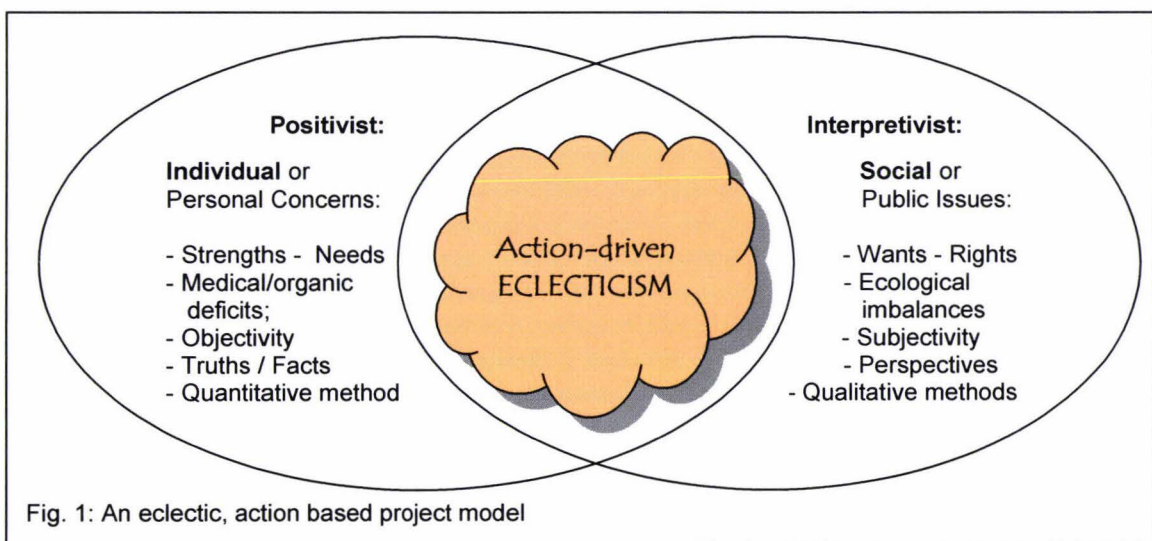 Positivist:
Individual or
Personal Concerns:
- Strengths - Needs
- Medical/organic
deficits;
- Objectivity
- Truths / Facts
- Quantitative method
Action-driven
ECLECTICISM
Interpretivist:
Social or
Public Issues:
- Wants - Rights
- Ecological
imbalances
- Subjectivity
- Perspectives
- Qualitative methods
Fig. 1: An eclectic, action based project model